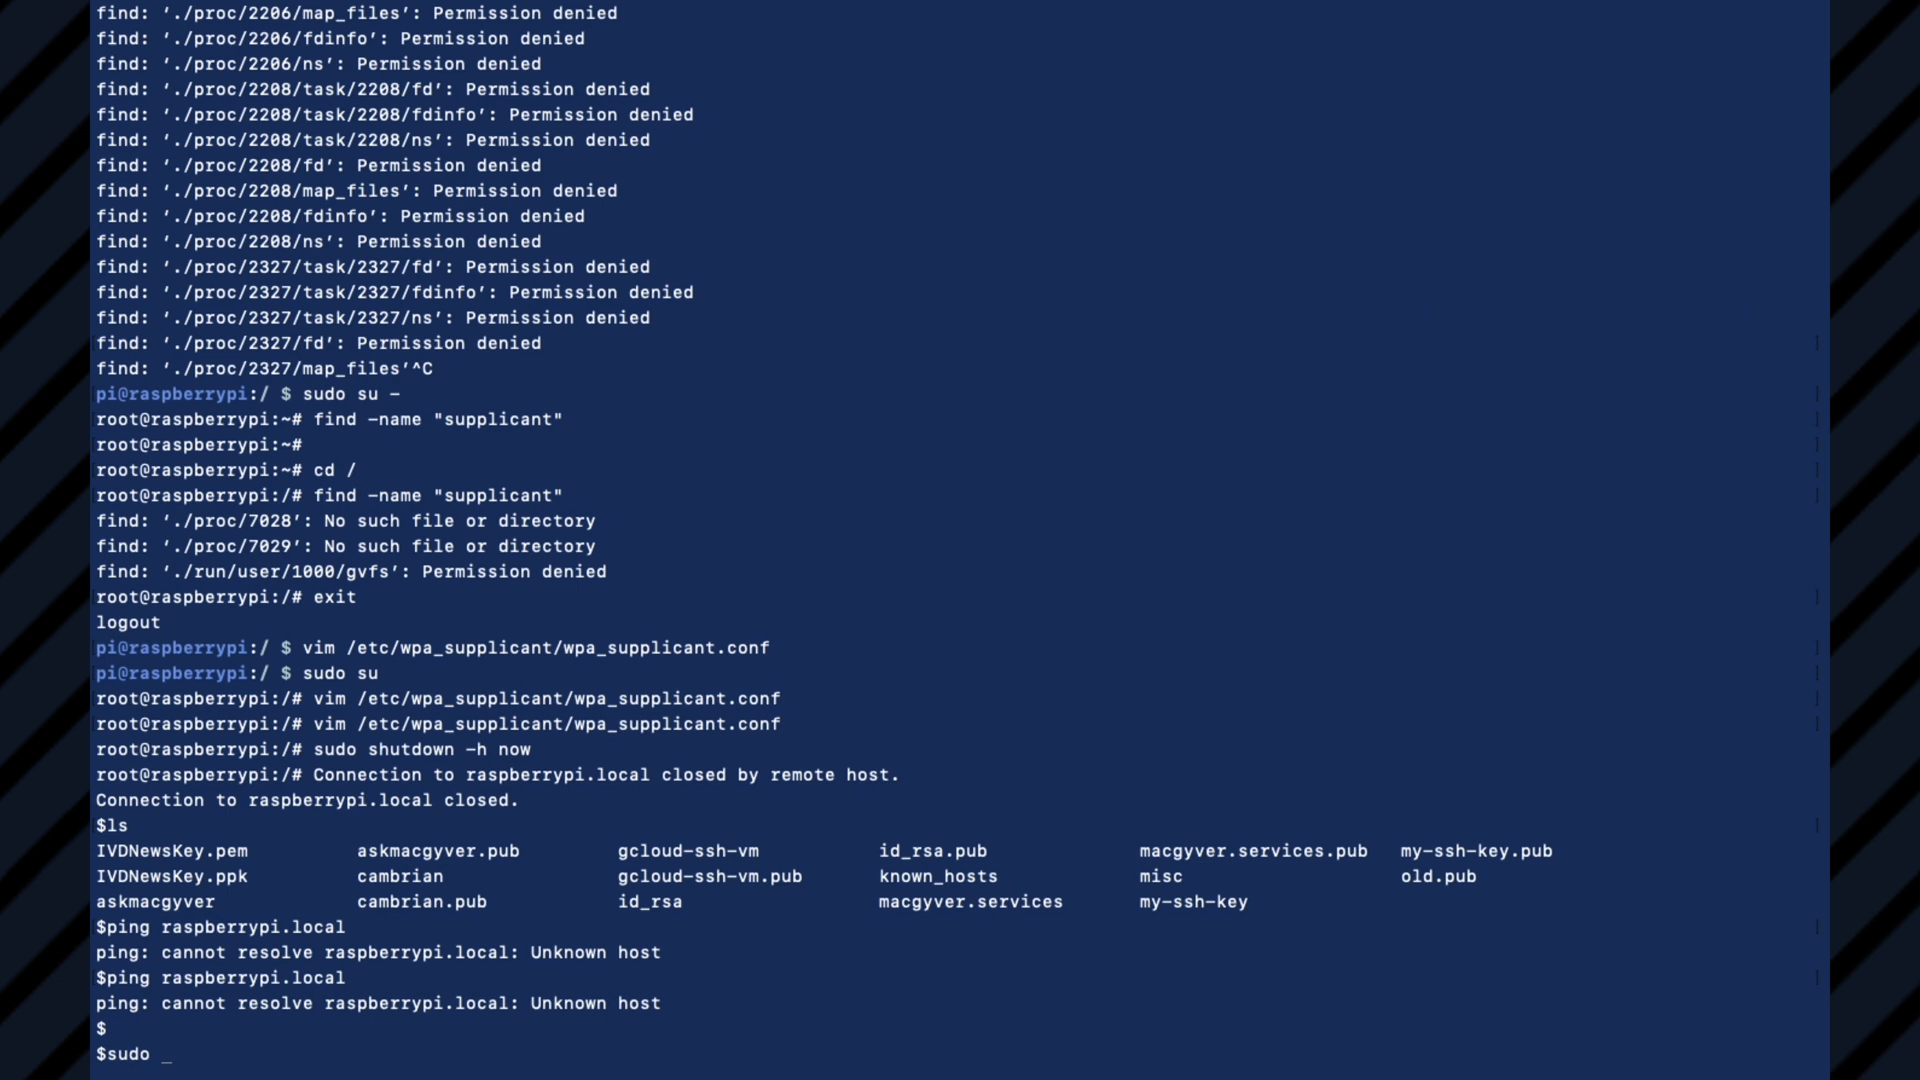 find: ‘./proc/2206/map_files’: Permission denied
find: ‘./proc/2206/fdinfo’: Permission denied
find: ‘./proc/2206/ns’: Permission denied
find: ‘./proc/2208/task/2208/fd’: Permission denied
find: ‘./proc/2208/task/2208/fdinfo’: Permission denied
find: ‘./proc/2208/task/2208/ns’: Permission denied
find: ‘./proc/2208/fd’: Permission denied
find: ‘./proc/2208/map_files’: Permission denied
find: ‘./proc/2208/fdinfo’: Permission denied
find: ‘./proc/2208/ns’: Permission denied
find: ‘./proc/2327/task/2327/fd’: Permission denied
find: ‘./proc/2327/task/2327/fdinfo’: Permission denied
find: ‘./proc/2327/task/2327/ns’: Permission denied
find: ‘./proc/2327/fd’: Permission denied
find: ‘./proc/2327/map_files’^C
pi@raspberrypi:/ $ sudo su -
root@raspberrypi:~# find -name "supplicant"
root@raspberrypi:~#
root@raspberrypi:~# cd /
root@raspberrypi:/# find -name "supplicant"
find: ‘./proc/7028’: No such file or directory
find: ‘./proc/7029’: No such file or directory
find: ‘./run/user/1000/gvfs’: Permission denied
root@raspberrypi:/# exit
logout
pi@raspberrypi:/ $ vim /etc/wpa_supplicant/wpa_supplicant.conf
pi@raspberrypi:/ $ sudo su
root@raspberrypi:/# vim /etc/wpa_supplicant/wpa_supplicant.conf
root@raspberrypi:/# vim /etc/wpa_supplicant/wpa_supplicant.conf
root@raspberrypi:/# sudo shutdown -h now
root@raspberrypi:/# Connection to raspberrypi.local closed by remote host.
Connection to raspberrypi.local closed.
$ls
IVDNewsKey.pem askmacgyver.pub gcloud-ssh-vm id_rsa.pub macgyver.services.pub my-ssh-key.pub
IVDNewsKey.ppk cambrian gcloud-ssh-vm.pub known_hosts misc old.pub
askmacgyver cambrian.pub id_rsa macgyver.services my-ssh-key
$ping raspberrypi.local
ping: cannot resolve raspberrypi.local: Unknown host
$ping raspberrypi.local
ping: cannot resolve raspberrypi.local: Unknown host
$
$sudo _